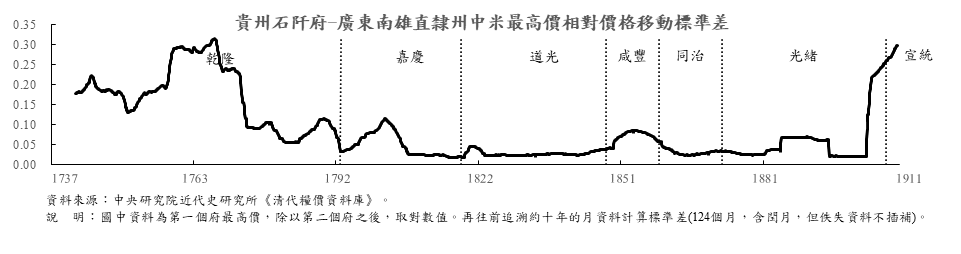 貴州石阡府-廣東南雄直隸州中米最高價相對價格移動標準差
0.35
0.30
0.25
0.20
0.15
0.10
0.05
0.00
乾隆 嘉慶 道光 咸豐 同治 光緒 宣統
1737 1763 1792 1822 1851 1881 1911
資料來源：中央研究院近代史研究所《清代糧價資料庫》。
說　明：圖中資料為第一個府最高價，除以第二個府之後，取對數值。再往前追溯約十年的月資料計算標準差(124個月，含閏月，但佚失資料不插補)。